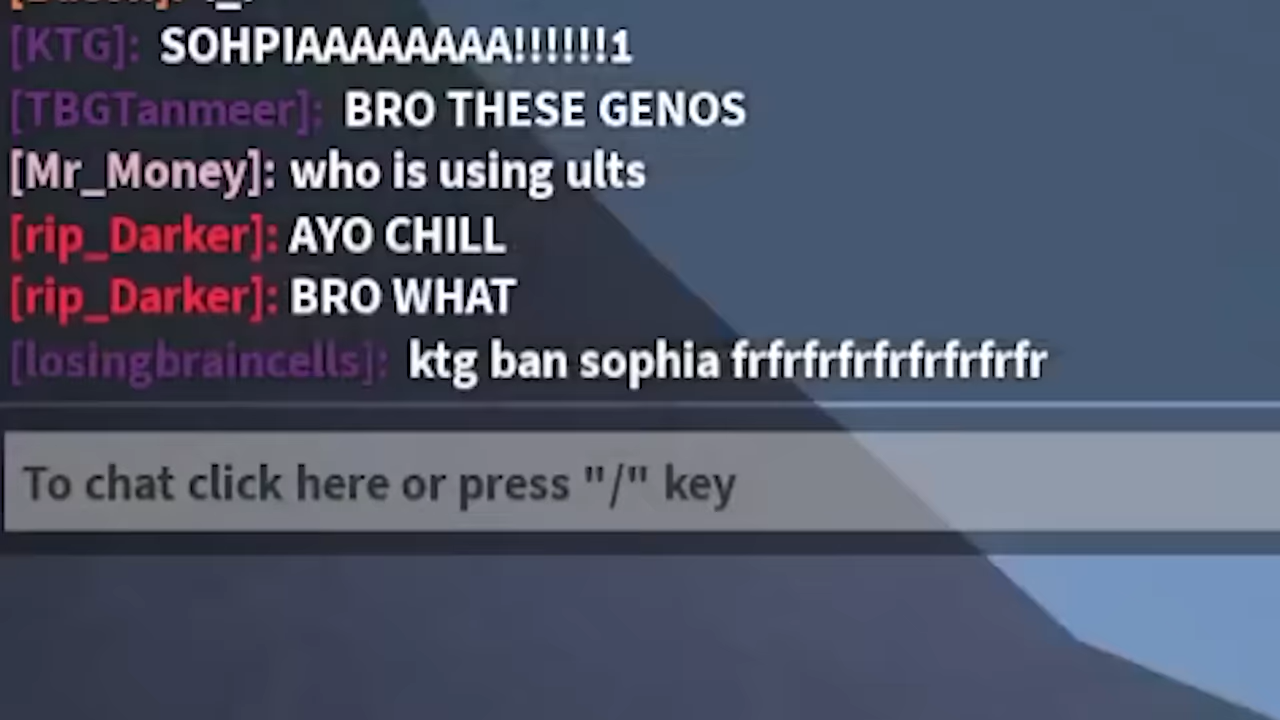 [KTG]: SOHPIAAAAAAAA!!!!!!1
[TBGTanmeer]: BRO THESE GENOS
[Mr_Money]: who is using ults
[rip_Darker]: AYO CHILL
[rip_Darker]: BRO WHAT
[losingbraincells]: ktg ban sophia frfrfrfrfrfrfrfrfr
To chat click here or press "/" key